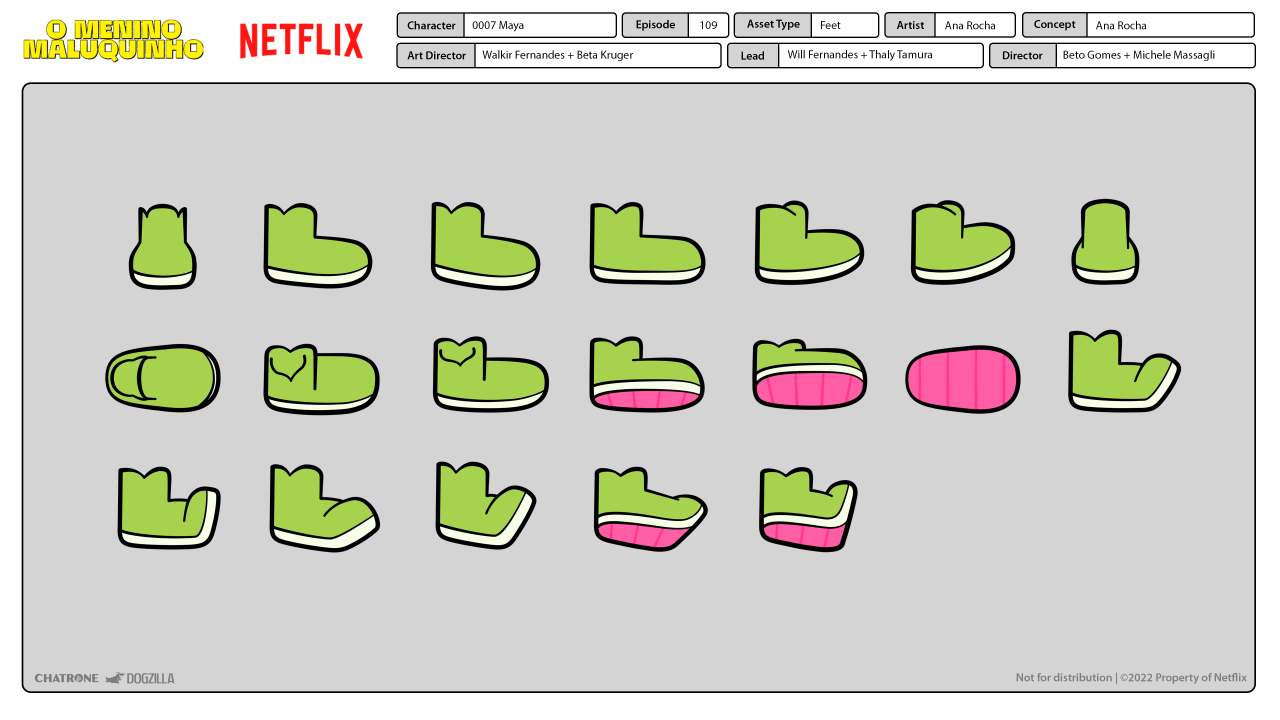 O MENINO
MALUQUINHO
NETFLIX
Character 0007 Maya Episode 109 Asset Type Feet Artist Ana Rocha Concept Ana Rocha
Art Director Walkir Fernandes + Beta Kruger Lead Will Fernandes + Thaly Tamura Director Beto Gomes + Michele Massagli
CHATRONE DOGZILLA Not for distribution | ©2022 Property of Netflix